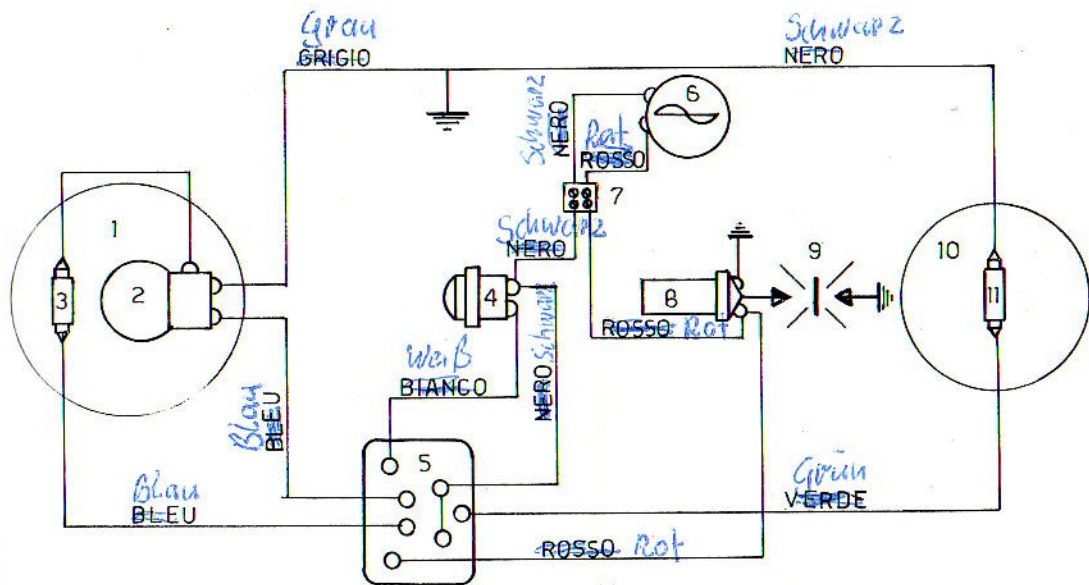 Grau
GRIGIO
Schwarz
NERO
Schwarz
NERO
Rot
ROSSO
6
7
1
2
3
Schwarz
NERO
4
8
9
10
11
ROSSO Rot
Weiß
BIANCO
NERO Schwarz
Blau
BLEU
5
Blau
BLEU
Grün
VERDE
ROSSO Rot